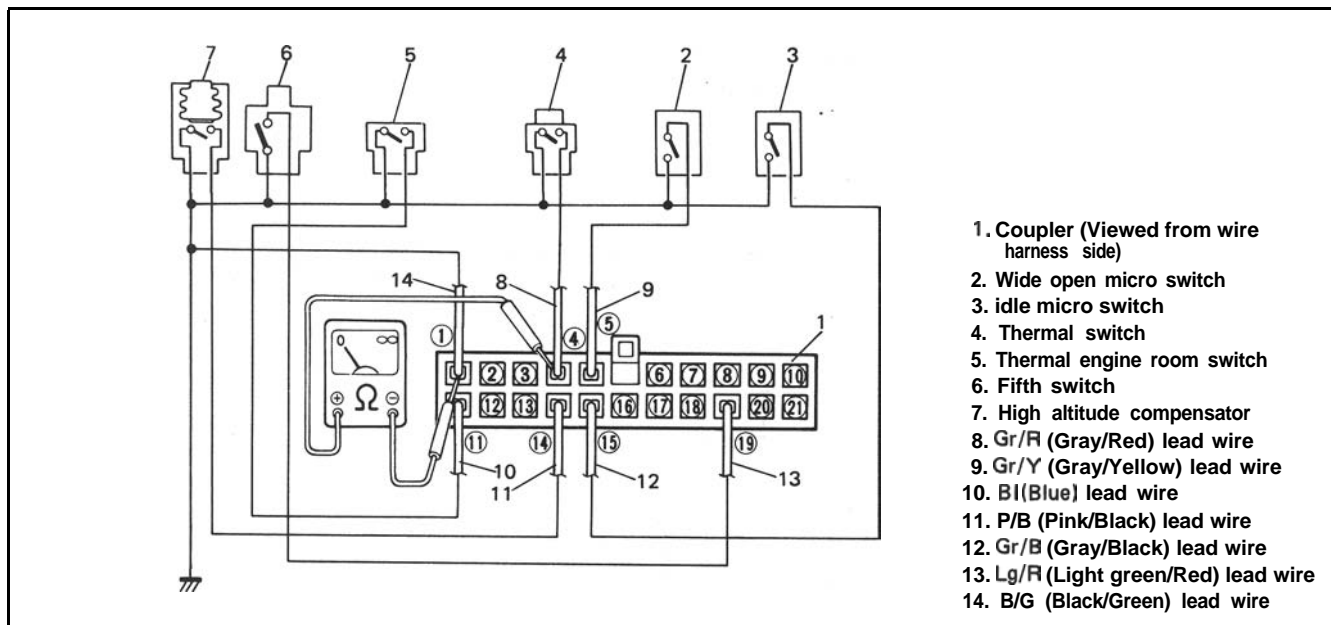 7 6 5 4 2 3
14 8 9
① ④ ⑤ 1
0 ∞
⊕ Ω ⊖
② ③ ⑥ ⑦ ⑧ ⑨ ⑩
⑫ ⑬ ⑯ ⑰ ⑱ ⑳ ㉑
⑪ ⑭ ⑮ ⑲
10 11 12 13
1. Coupler (Viewed from wire
harness side)
2. Wide open micro switch
3. idle micro switch
4. Thermal switch
5. Thermal engine room switch
6. Fifth switch
7. High altitude compensator
8. Gr/R (Gray/Red) lead wire
9. Gr/Y (Gray/Yellow) lead wire
10. Bl(Blue) lead wire
11. P/B (Pink/Black) lead wire
12. Gr/B (Gray/Black) lead wire
13. Lg/R (Light green/Red) lead wire
14. B/G (Black/Green) lead wire